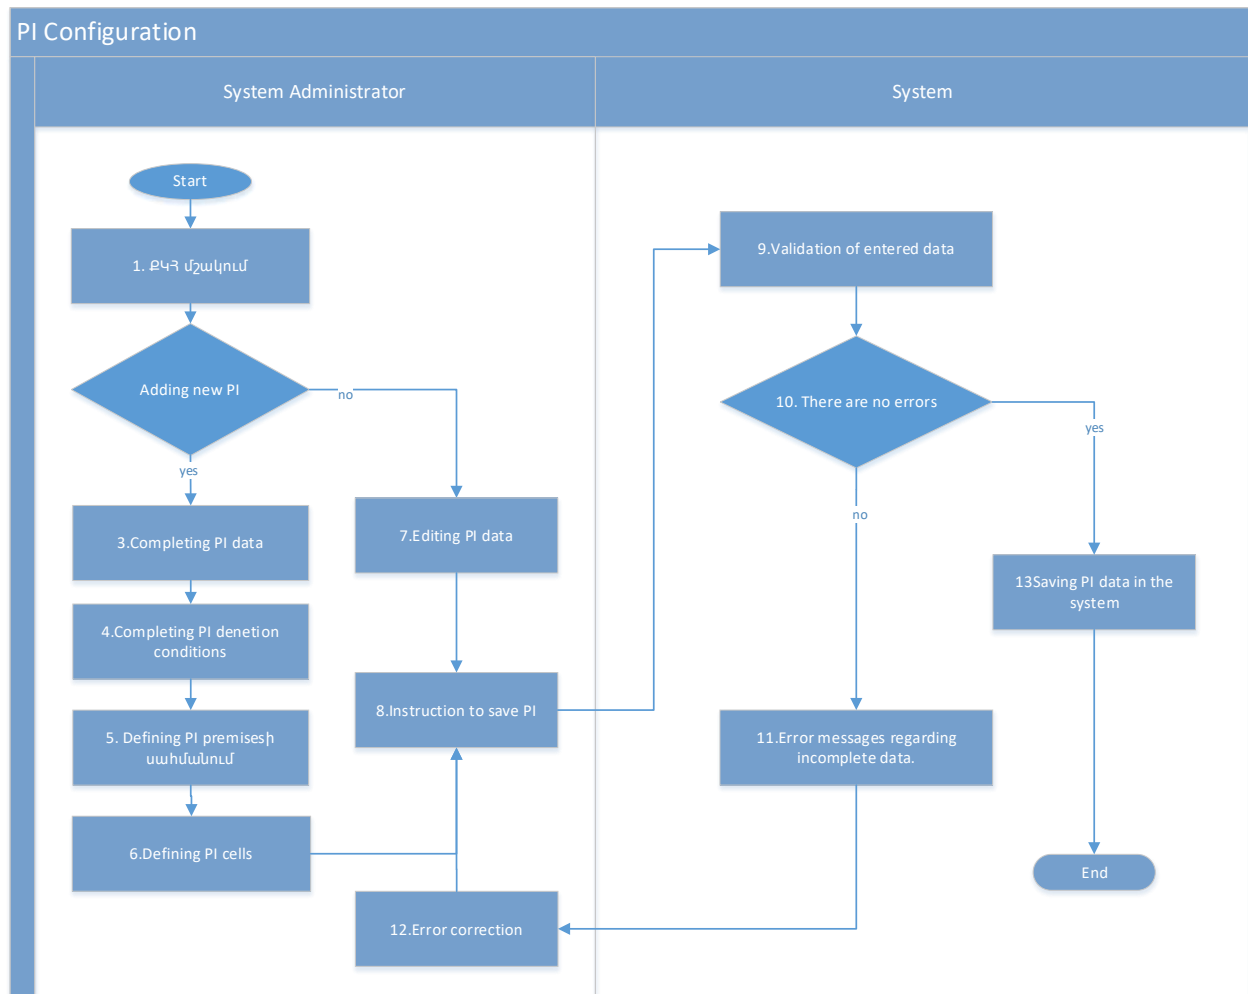 PI Configuration
System Administrator
System
Start
1. ՔԿՀ մշակում
Adding new PI
no
yes
3.Completing PI data
4.Completing PI denetion
conditions
5. Defining PI premisesի
սահմանում
6.Defining PI cells
7.Editing PI data
8.Instruction to save PI
12.Error correction
9.Validation of entered data
10. There are no errors
yes
no
11.Error messages regarding
incomplete data.
13Saving PI data in the
system
End